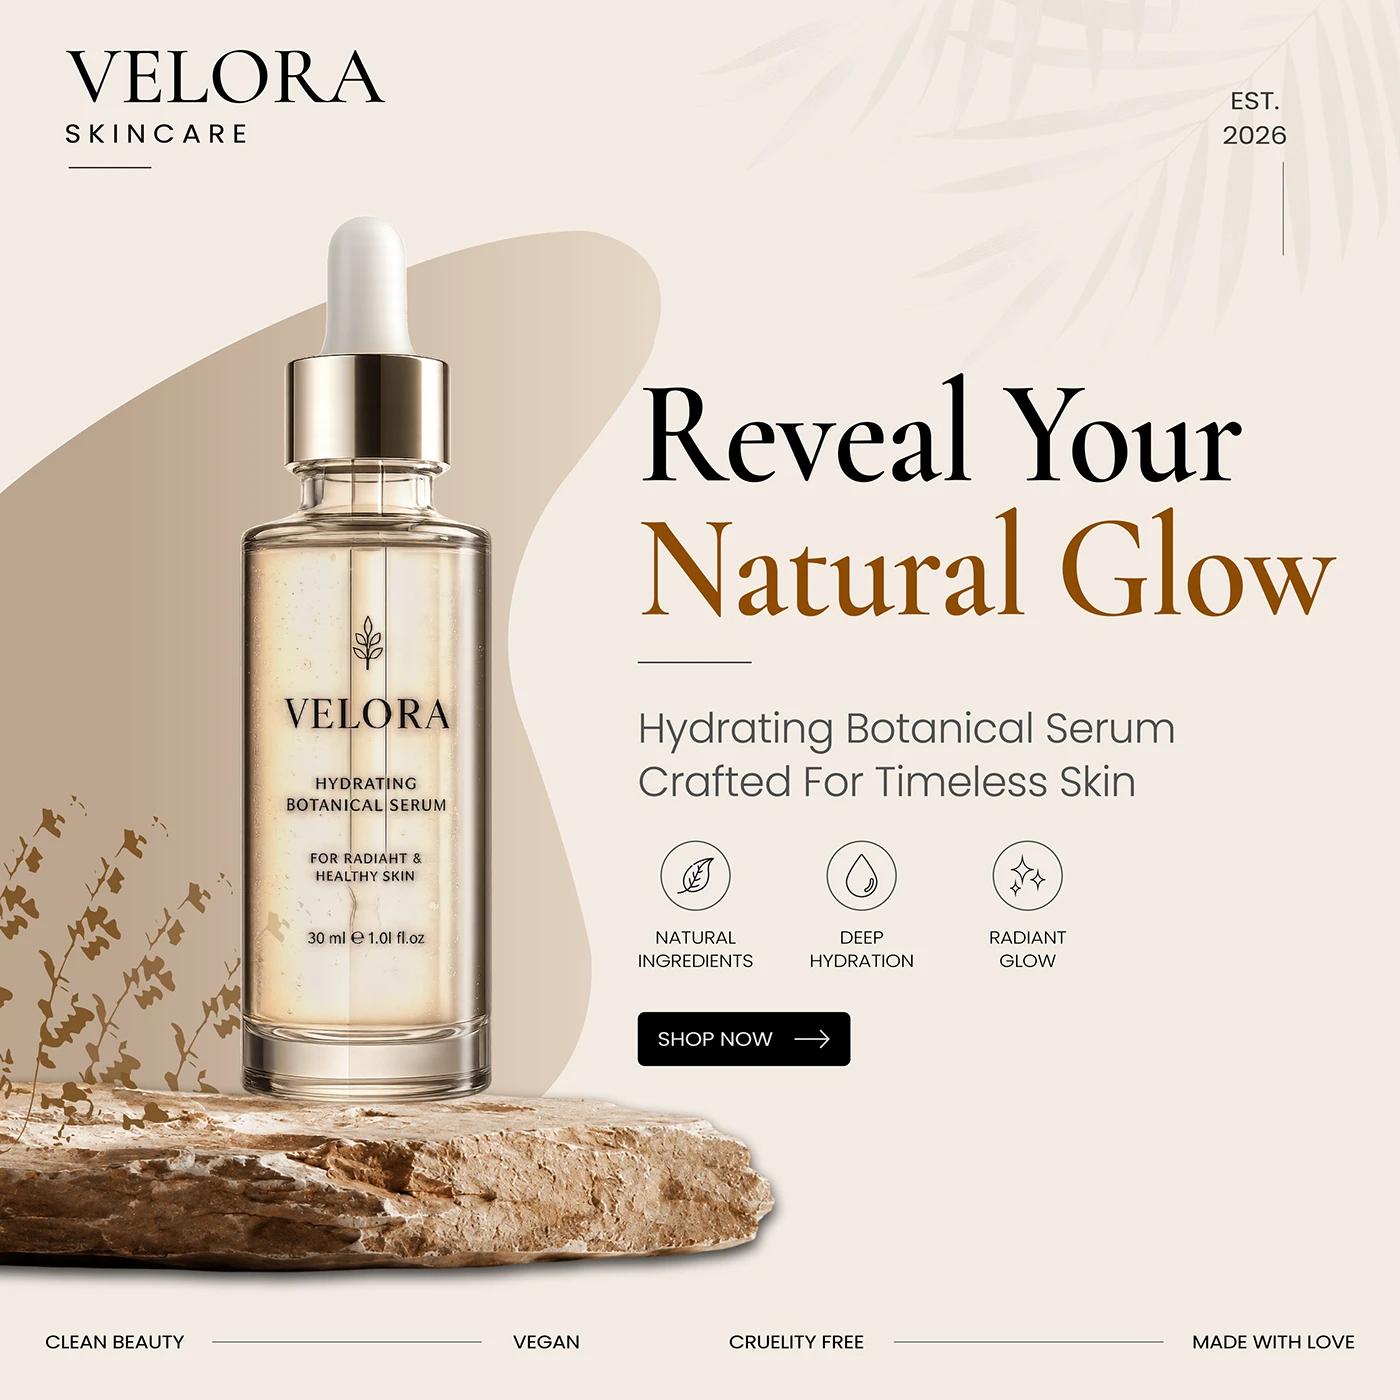 VELORA
SKINCARE
EST.
2026
Reveal Your
Natural Glow
Hydrating Botanical Serum
Crafted For Timeless Skin
NATURAL
INGREDIENTS
DEEP
HYDRATION
RADIANT
GLOW
SHOP NOW
VELORA
HYDRATING
BOTANICAL SERUM
FOR RADIAHT &
HEALTHY SKIN
30 ml ℮ 1.0l fl.oz
CLEAN BEAUTY
VEGAN
CRUELITY FREE
MADE WITH LOVE